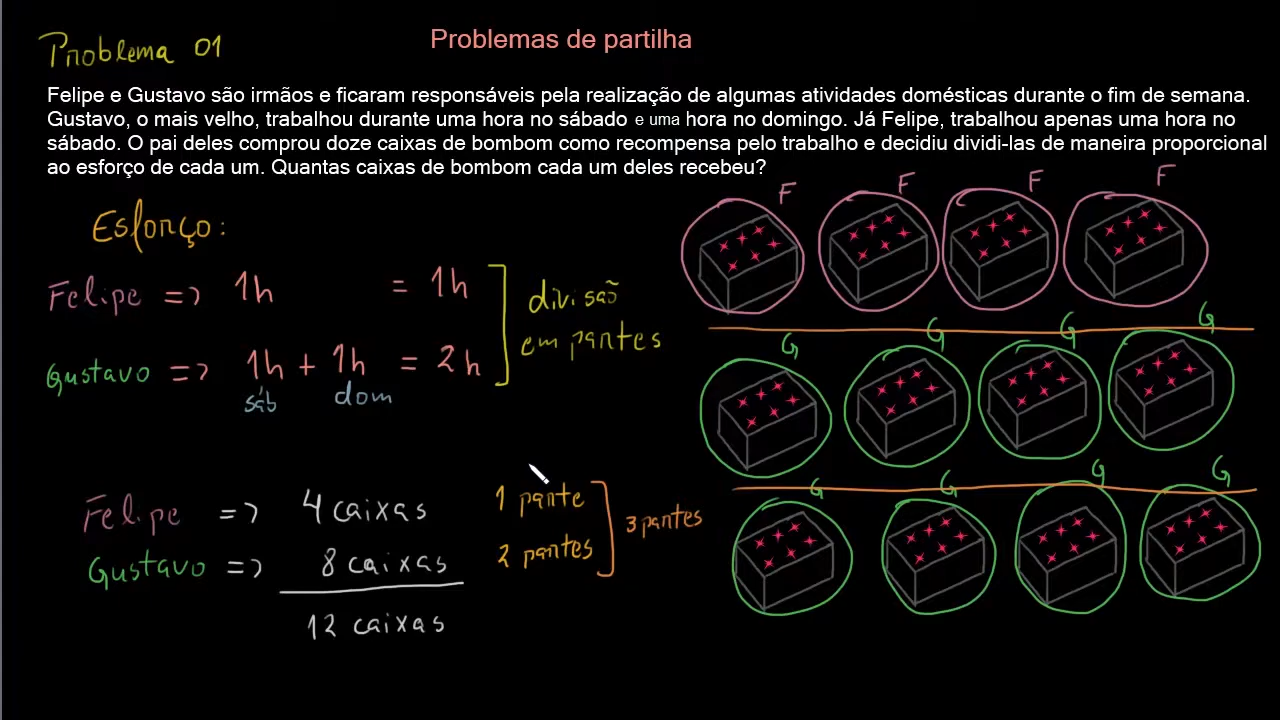 Problema 01
Problemas de partilha
Felipe e Gustavo são irmãos e ficaram responsáveis pela realização de algumas atividades domésticas durante o fim de semana.
Gustavo, o mais velho, trabalhou durante uma hora no sábado e uma hora no domingo. Já Felipe, trabalhou apenas uma hora no
sábado. O pai deles comprou doze caixas de bombom como recompensa pelo trabalho e decidiu dividi-las de maneira proporcional
ao esforço de cada um. Quantas caixas de bombom cada um deles recebeu?
F F F F
Esforço:
Felipe => 1h = 1h
divisão
em partes
Gustavo => 1h + 1h = 2h
sáb dom
G G G G
Felipe => 4 caixas 1 parte
3 partes
Gustavo => 8 caixas 2 partes
12 caixas
G G G G